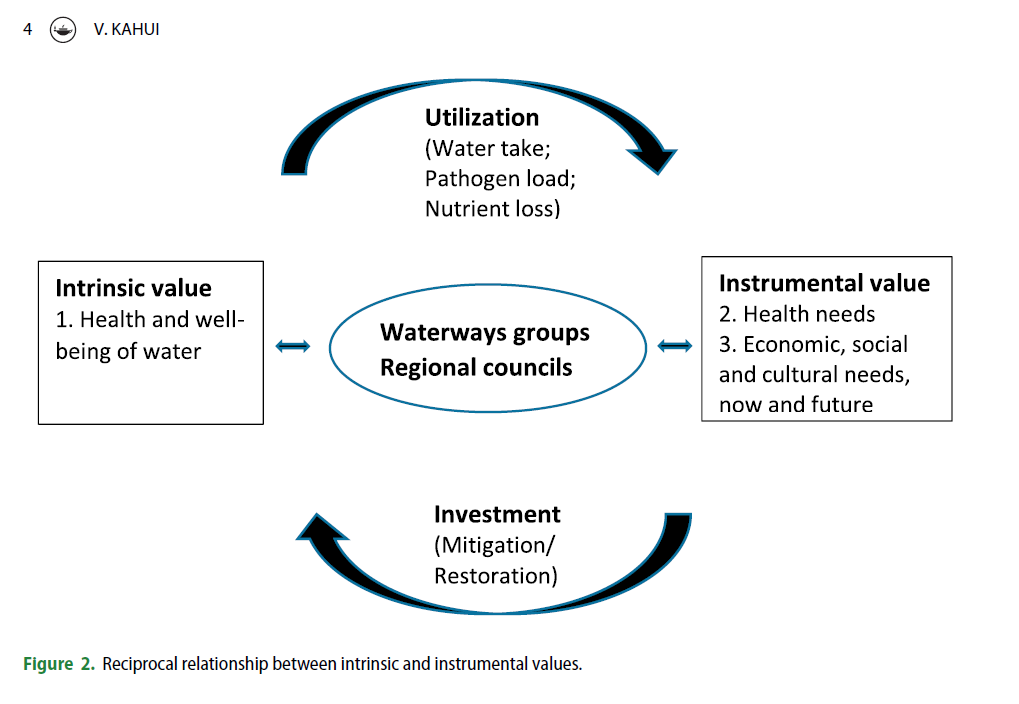 4 V. KAHUI
Utilization
(Water take;
Pathogen load;
Nutrient loss)
Intrinsic value
1. Health and well-
being of water
Waterways groups
Regional councils
Instrumental value
2. Health needs
3. Economic, social
and cultural needs,
now and future
Investment
(Mitigation/
Restoration)
Figure 2. Reciprocal relationship between intrinsic and instrumental values.